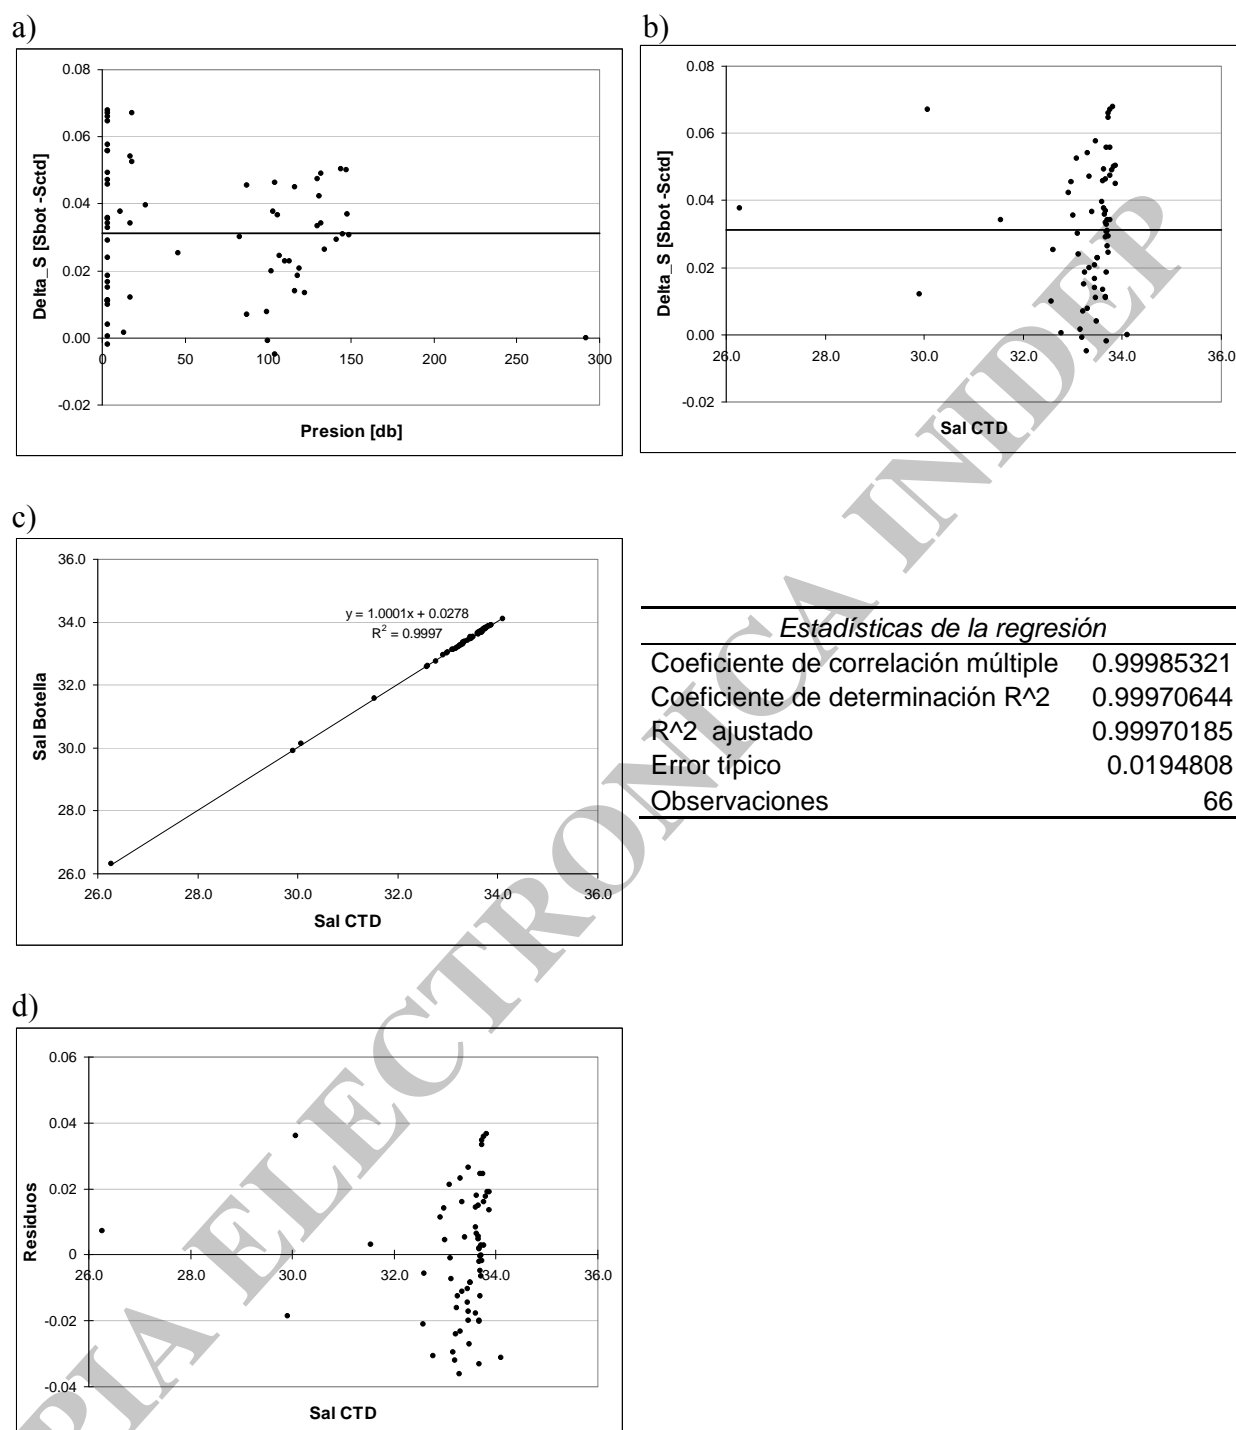 a)
0.08
0.06
0.04
0.02
0.00
-0.02
0
50
100
150
200
250
300
Delta_S [Sbot -Sctd]
Presion [db]
b)
0.08
0.06
0.04
0.02
0.00
-0.02
26.0
28.0
30.0
32.0
34.0
36.0
Delta_S [Sbot -Sctd]
Sal CTD
c)
36.0
34.0
32.0
30.0
28.0
26.0
26.0
28.0
30.0
32.0
34.0
36.0
y = 1.0001x + 0.0278
R² = 0.9997
Sal Botella
Sal CTD
Estadísticas de la regresión
Coeficiente de correlación múltiple 0.99985321
Coeficiente de determinación R^2 0.99970644
R^2 ajustado 0.99970185
Error típico 0.0194808
Observaciones 66
d)
0.06
0.04
0.02
0
-0.02
-0.04
26.0
28.0
30.0
32.0
34.0
36.0
Residuos
Sal CTD
PIA ELECTRONICA INIDEP